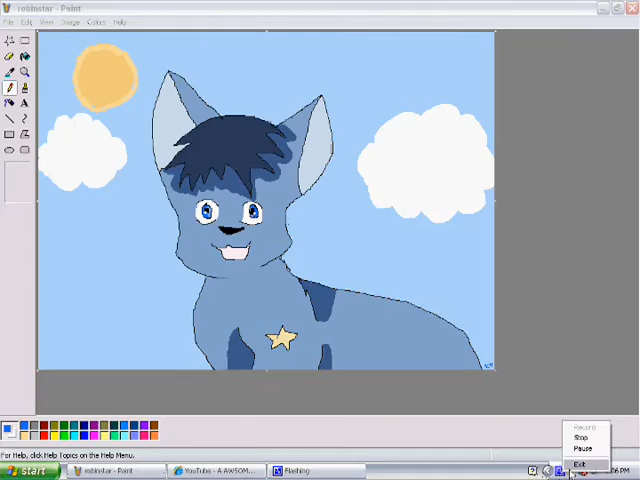 robinstar - Paint
File Edit View Image Colors Help
Record
Stop
Pause
Exit
For Help, click Help Topics on the Help Menu.
start robinstar - Paint YouTube - A AWSOM... Flashing